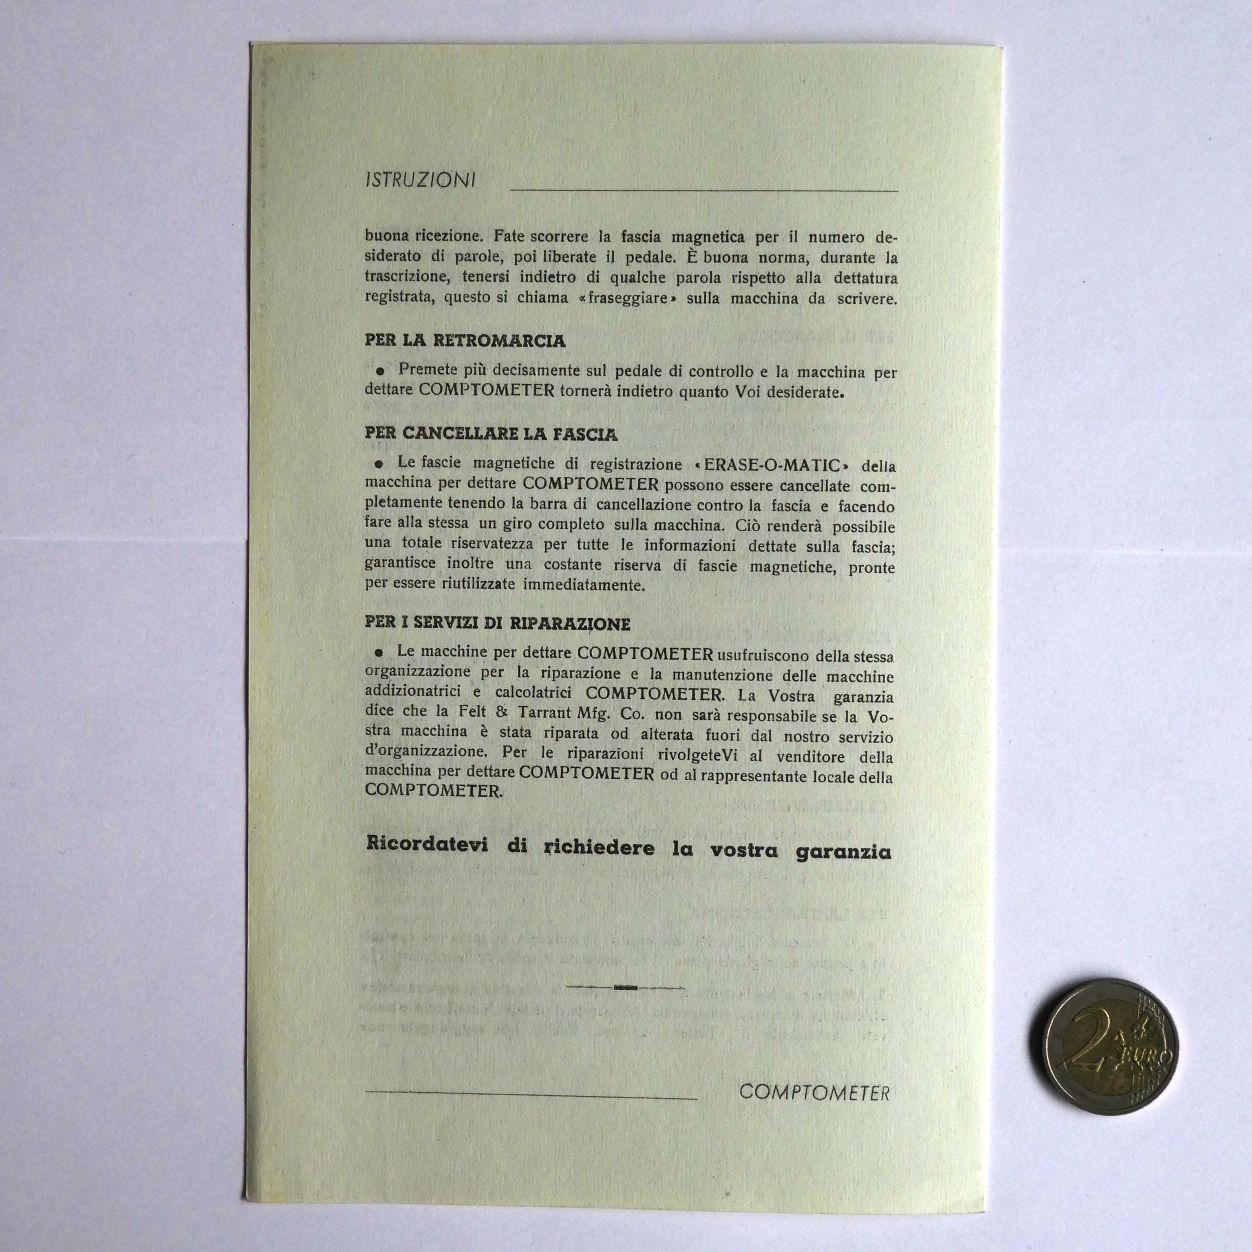 ISTRUZIONI
buona ricezione. Fate scorrere la fascia magnetica per il numero de-
siderato di parole, poi liberate il pedale. È buona norma, durante la
trascrizione, tenersi indietro di qualche parola rispetto alla dettatura
registrata, questo si chiama «fraseggiare» sulla macchina da scrivere.
PER LA RETROMARCIA
● Premete più decisamente sul pedale di controllo e la macchina per
dettare COMPTOMETER tornerà indietro quanto Voi desiderate.
PER CANCELLARE LA FASCIA
● Le fascie magnetiche di registrazione «ERASE-O-MATIC» della
macchina per dettare COMPTOMETER possono essere cancellate com-
pletamente tenendo la barra di cancellazione contro la fascia e facendo
fare alla stessa un giro completo sulla macchina. Ciò renderà possibile
una totale riservatezza per tutte le informazioni dettate sulla fascia;
garantisce inoltre una costante riserva di fascie magnetiche, pronte
per essere riutilizzate immediatamente.
PER I SERVIZI DI RIPARAZIONE
● Le macchine per dettare COMPTOMETER usufruiscono della stessa
organizzazione per la riparazione e la manutenzione delle macchine
addizionatrici e calcolatrici COMPTOMETER. La Vostra garanzia
dice che la Felt & Tarrant Mfg. Co. non sarà responsabile se la Vo-
stra macchina è stata riparata od alterata fuori dal nostro servizio
d'organizzazione. Per le riparazioni rivolgeteVi al venditore della
macchina per dettare COMPTOMETER od al rappresentante locale della
COMPTOMETER.
Ricordatevi di richiedere la vostra garanzia
COMPTOMETER
2 EURO